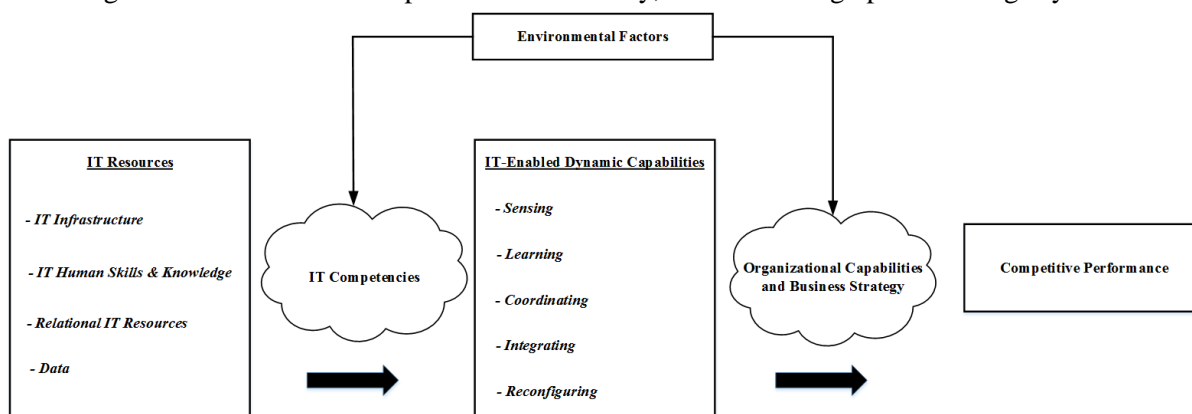 Environmental Factors
IT Resources
- IT Infrastructure
- IT Human Skills & Knowledge
- Relational IT Resources
- Data
IT Competencies
IT-Enabled Dynamic Capabilities
- Sensing
- Learning
- Coordinating
- Integrating
- Reconfiguring
Organizational Capabilities
and Business Strategy
Competitive Performance